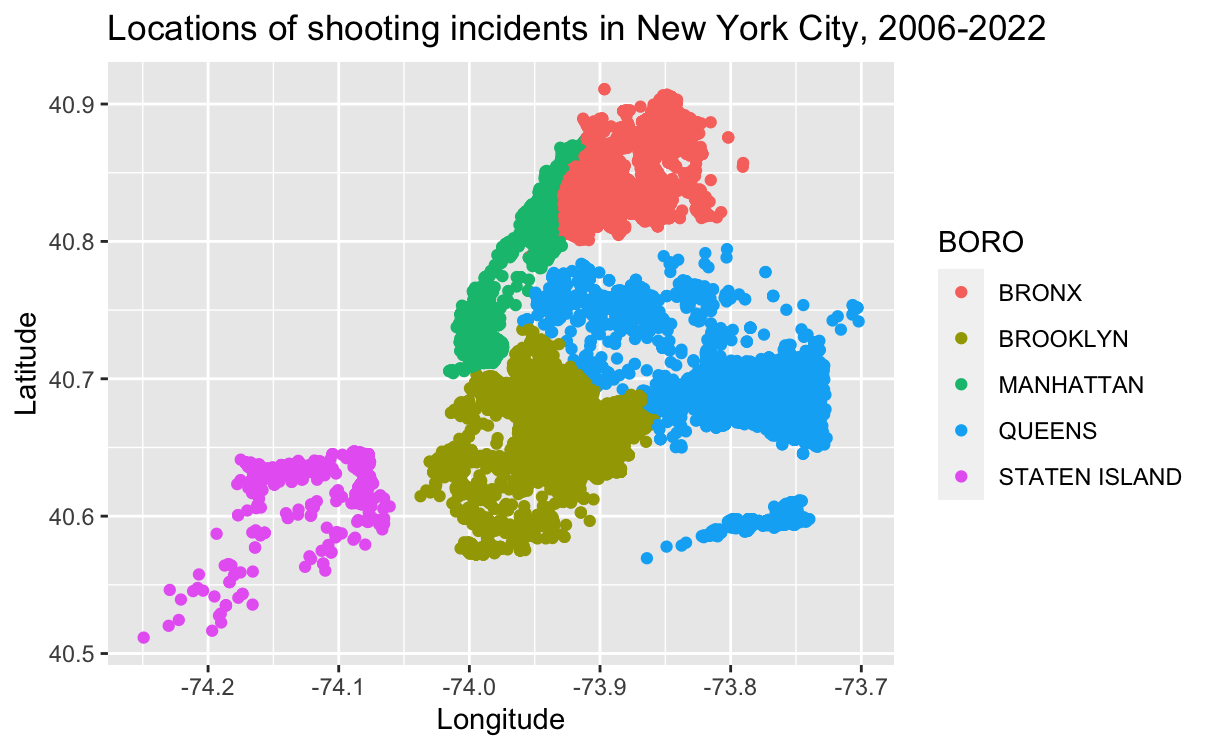 Locations of shooting incidents in New York City, 2006-2022
Latitude
40.9
40.8
40.7
40.6
40.5
-74.2 -74.1 -74.0 -73.9 -73.8 -73.7
Longitude
BORO
BRONX
BROOKLYN
MANHATTAN
QUEENS
STATEN ISLAND